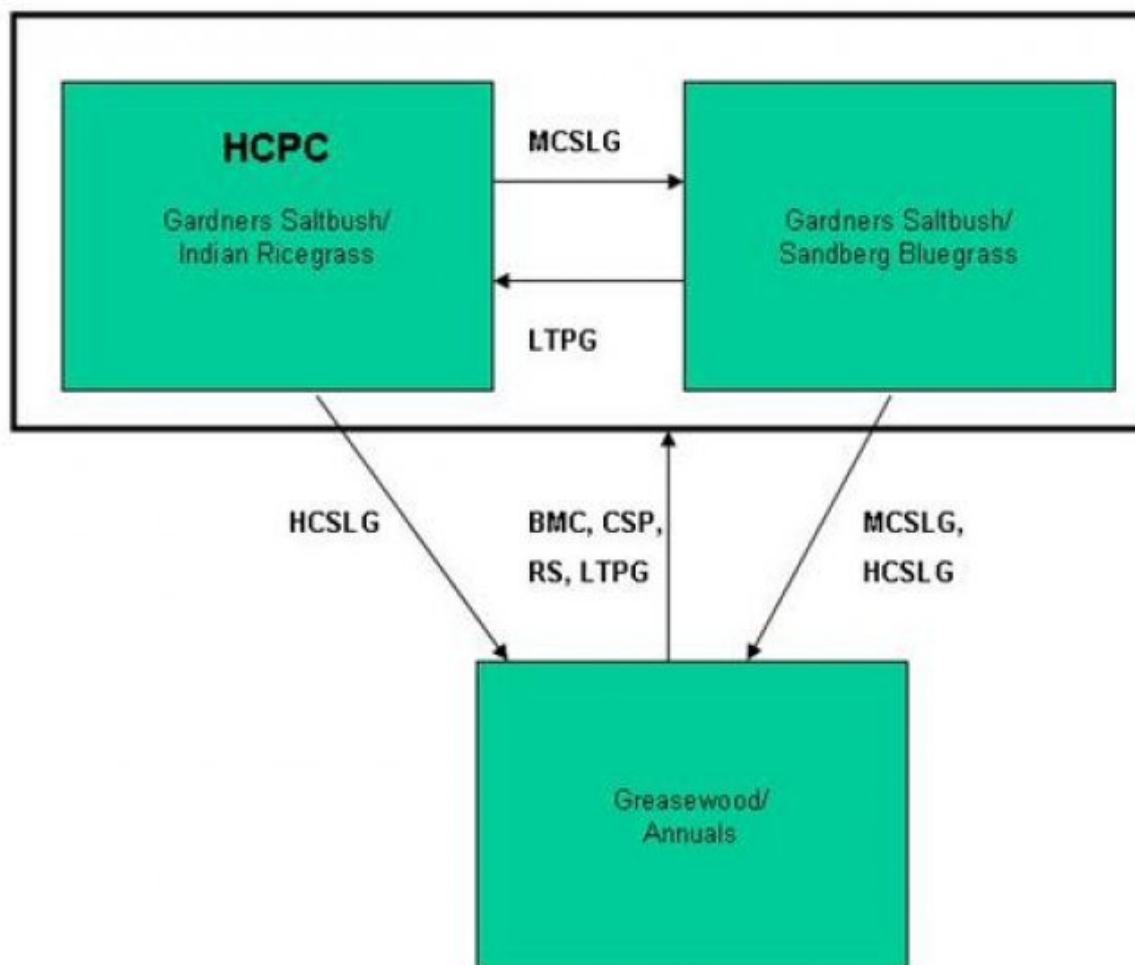 HCPC
Gardners Saltbush/
Indian Ricegrass
MCSLG
LTPG
Gardners Saltbush/
Sandberg Bluegrass
HCSLG
BMC, CSP,
RS, LTPG
MCSLG,
HCSLG
Greasewood/
Annuals